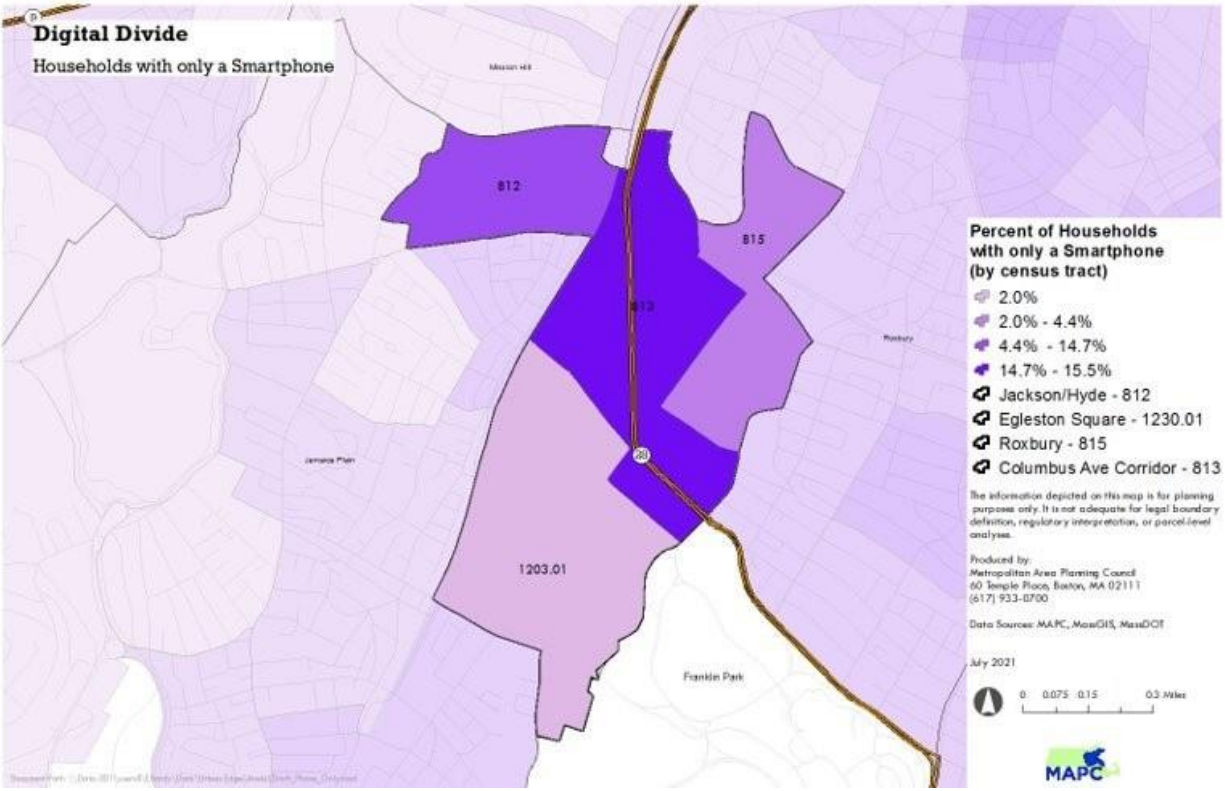 Digital Divide
Households with only a Smartphone
Mission Hill
812
815
813
Roxbury
Jamaica Plain
28
1203.01
Franklin Park
Percent of Households
with only a Smartphone
(by census tract)
2.0%
2.0% - 4.4%
4.4% - 14.7%
14.7% - 15.5%
Jackson/Hyde - 812
Egleston Square - 1230.01
Roxbury - 815
Columbus Ave Corridor - 813
The information depicted on this map is for planning
purposes only. It is not adequate for legal boundary
definition, regulatory interpretation, or parcel-level
analyses.
Produced by:
Metropolitan Area Planning Council
60 Temple Place, Boston, MA 02111
(617) 933-0700
Data Sources: MAPC, MassGIS, MassDOT
July 2021
0 0.075 0.15 0.3 Miles
MAPC
Document Path: